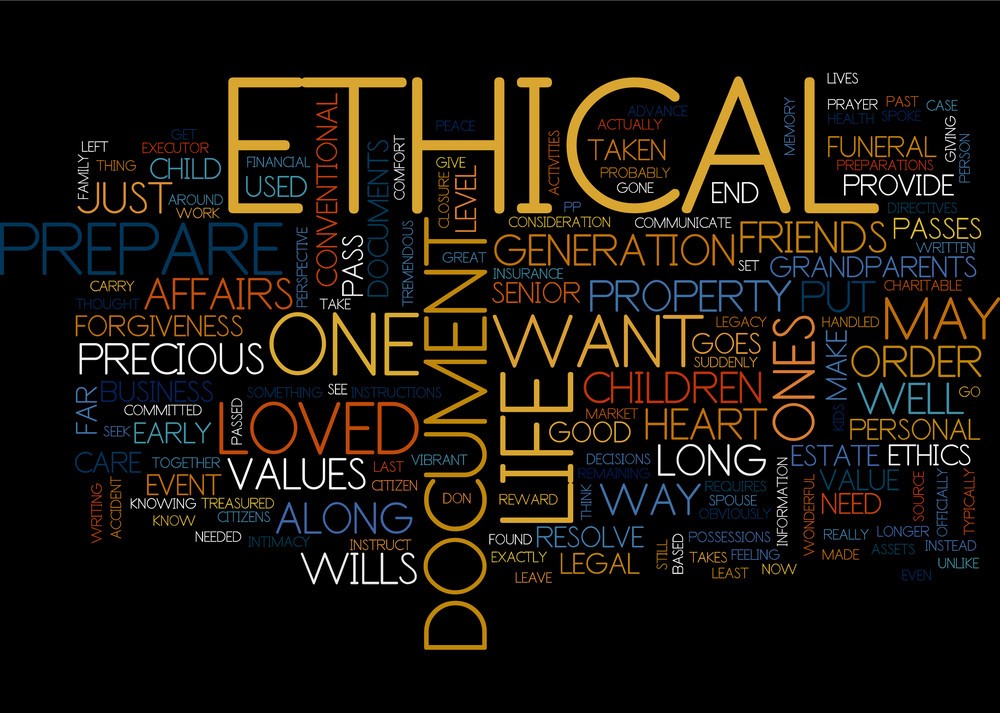 LIVES
ETHICAL
PRAYER
PAST
CASE
HEALTH
SPOKE
MEMORY
ADVANCE
ACTUALLY
PEACE
GET
EXECUTOR
LEFT
FAMILY
THING
CHILD
FINANCIAL
USED
CONVENTIONAL
DOCUMENTS
COMFORT
GIVE
CLOSURE
LEVEL
ACTIVITIES
TAKEN
PROBABLY
GONE
END
FUNERAL
PREPARATIONS
PROVIDE
GIVING
PERSON
JUST
AROUND
WORK
PP
CONSIDERATION
COMMUNICATE
DIRECTIVES
PREPARE
PERSPECTIVE
PASS
TREMENDOUS
GREAT
GENERATION
FRIENDS
PASSES
WRITTEN
SET
GRANDPARENTS
INSURANCE
CARRY
THOUGHT
AFFAIRS
TAKE
SENIOR
PROPERTY
PUT
CHARITABLE
FORGIVENESS
ONE
DOCUMENT
WANT
LEGACY
GOES
SUDDENLY
ONES
HANDLED
MAY
PRECIOUS
MAKE
ORDER
FAR
BUSINESS
SOMETHING
SEE
INSTRUCTIONS
LIFE
CHILDREN
WELL
GO
COMMITTED
PASSED
LOVED
MARKET
HEART
KIDS
SEEK
EARLY
GOOD
PERSONAL
CARE
TOGETHER
VALUES
LAST
VIBRANT
DECISIONS
LONG
ESTATE
ETHICS
REMAINING
EVENT
CITIZEN
DON
REWARD
THINK
WAY
REQUIRES
SPOUSE
OBVIOUSLY
INFORMATION
WONDERFUL
VALUE
NEED
SOURCE
OFFICIALLY
TYPICALLY
WRITING
ACCIDENT
KNOWING
TREASURED
KNOW
CITIZENS
ALONG
NEEDED
INTIMACY
INSTRUCT
FOUND
RESOLVE
POSSESSIONS
REALLY
LONGER
INSTEAD
WILLS
EXACTLY
LEGAL
STILL
BASED
TAKES
FEELING
MADE
ASSETS
UNLIKE
LEAVE
LEAST
NOW
EVEN